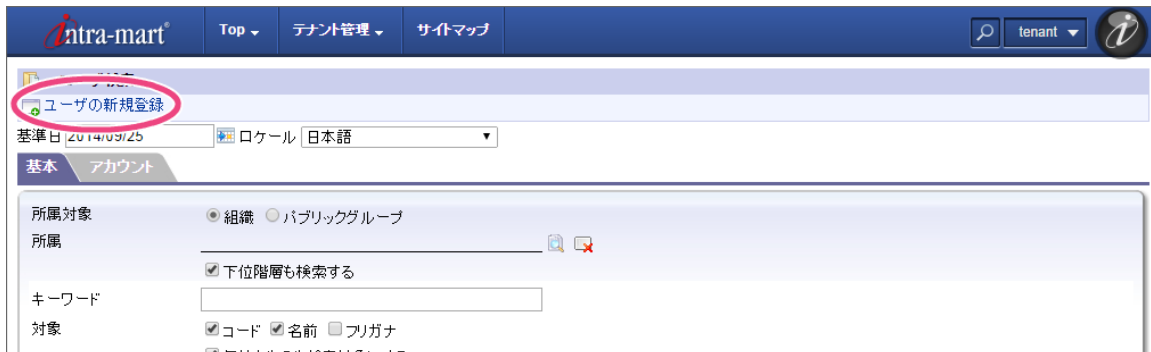 intra-mart® Top テナント管理 サイトマップ tenant
ユーザの新規登録
基準日 2014/09/25 ロケール 日本語
基本 アカウント
所属対象 組織 パブリックグループ
所属
下位階層も検索する
キーワード
対象 コード 名前 フリガナ